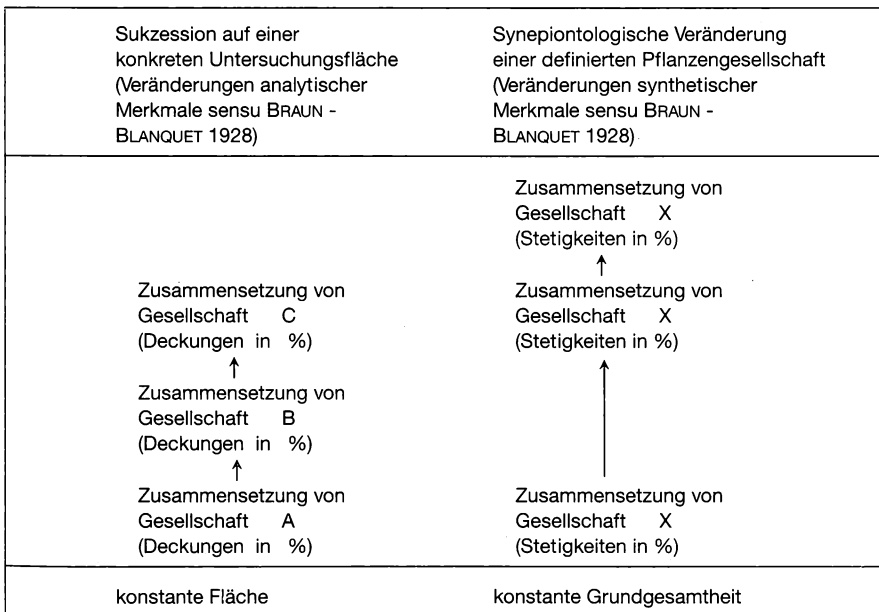 Sukzession auf einer
konkreten Untersuchungsfläche
(Veränderungen analytischer
Merkmale sensu BRAUN -
BLANQUET 1928)
Synepiontologische Veränderung
einer definierten Pflanzengesellschaft
(Veränderungen synthetischer
Merkmale sensu BRAUN -
BLANQUET 1928)
Zusammensetzung von
Gesellschaft C
(Deckungen in %)
Zusammensetzung von
Gesellschaft B
(Deckungen in %)
Zusammensetzung von
Gesellschaft A
(Deckungen in %)
Zusammensetzung von
Gesellschaft X
(Stetigkeiten in %)
Zusammensetzung von
Gesellschaft X
(Stetigkeiten in %)
Zusammensetzung von
Gesellschaft X
(Stetigkeiten in %)
konstante Fläche
konstante Grundgesamtheit